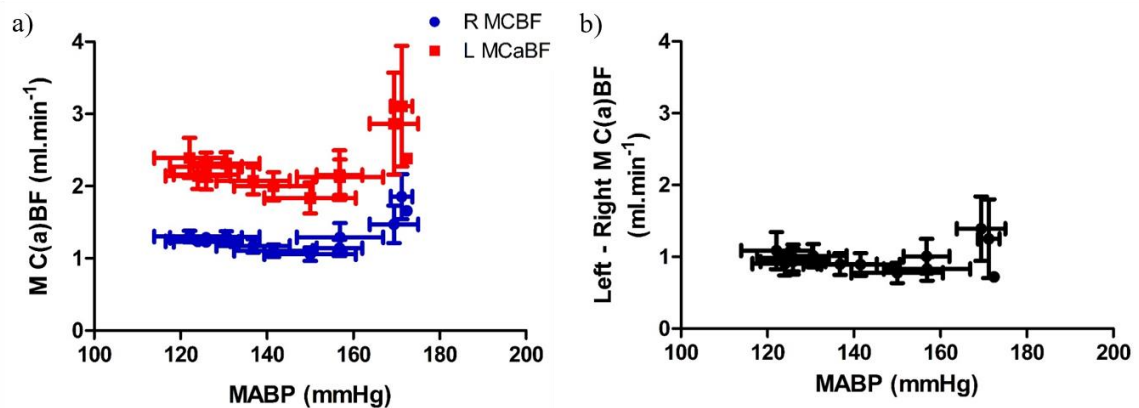 a)
R MCBF
L MCaBF
M C(a)BF (ml.min⁻¹)
4
3
2
1
0
100 120 140 160 180 200
MABP (mmHg)
b)
Left - Right M C(a)BF
(ml.min⁻¹)
4
3
2
1
0
100 120 140 160 180 200
MABP (mmHg)